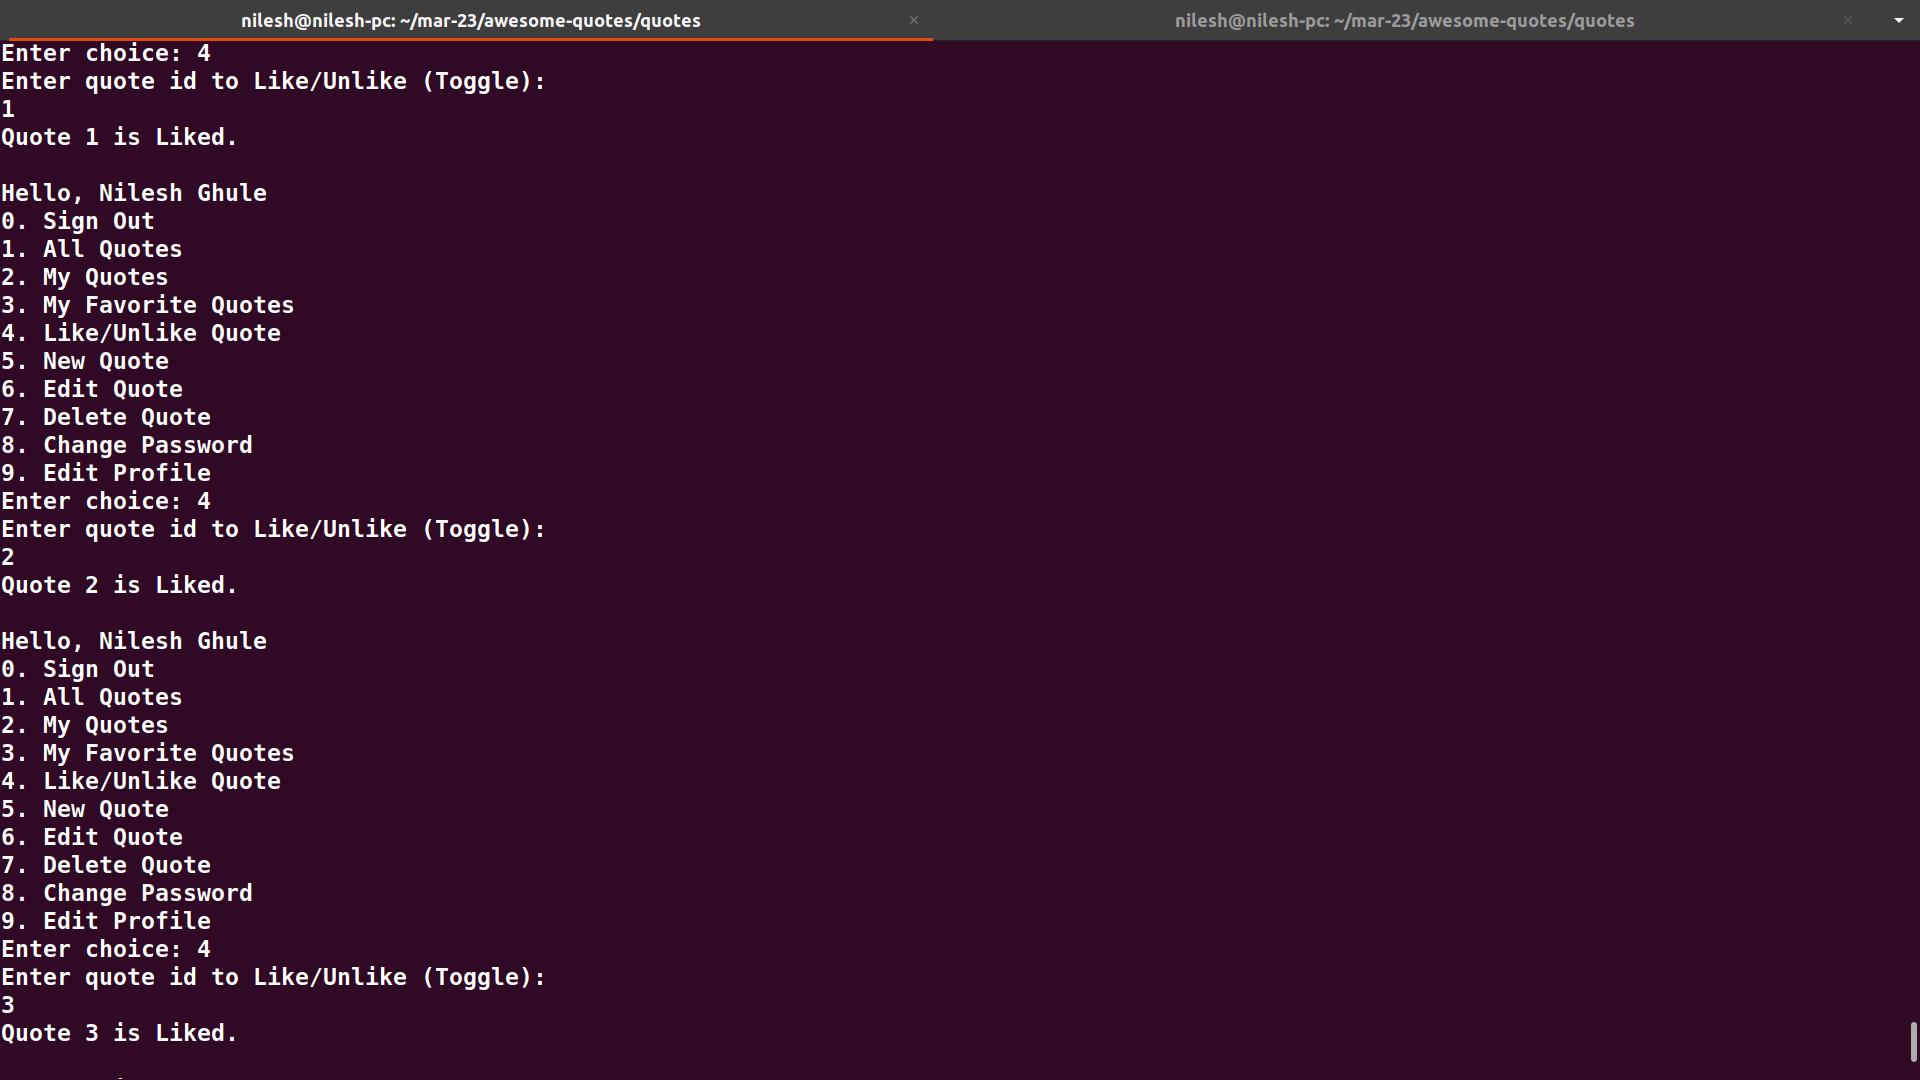 nilesh@nilesh-pc: ~/mar-23/awesome-quotes/quotes × nilesh@nilesh-pc: ~/mar-23/awesome-quotes/quotes ×
Enter choice: 4
Enter quote id to Like/Unlike (Toggle):
1
Quote 1 is Liked.
Hello, Nilesh Ghule
0. Sign Out
1. All Quotes
2. My Quotes
3. My Favorite Quotes
4. Like/Unlike Quote
5. New Quote
6. Edit Quote
7. Delete Quote
8. Change Password
9. Edit Profile
Enter choice: 4
Enter quote id to Like/Unlike (Toggle):
2
Quote 2 is Liked.
Hello, Nilesh Ghule
0. Sign Out
1. All Quotes
2. My Quotes
3. My Favorite Quotes
4. Like/Unlike Quote
5. New Quote
6. Edit Quote
7. Delete Quote
8. Change Password
9. Edit Profile
Enter choice: 4
Enter quote id to Like/Unlike (Toggle):
3
Quote 3 is Liked.